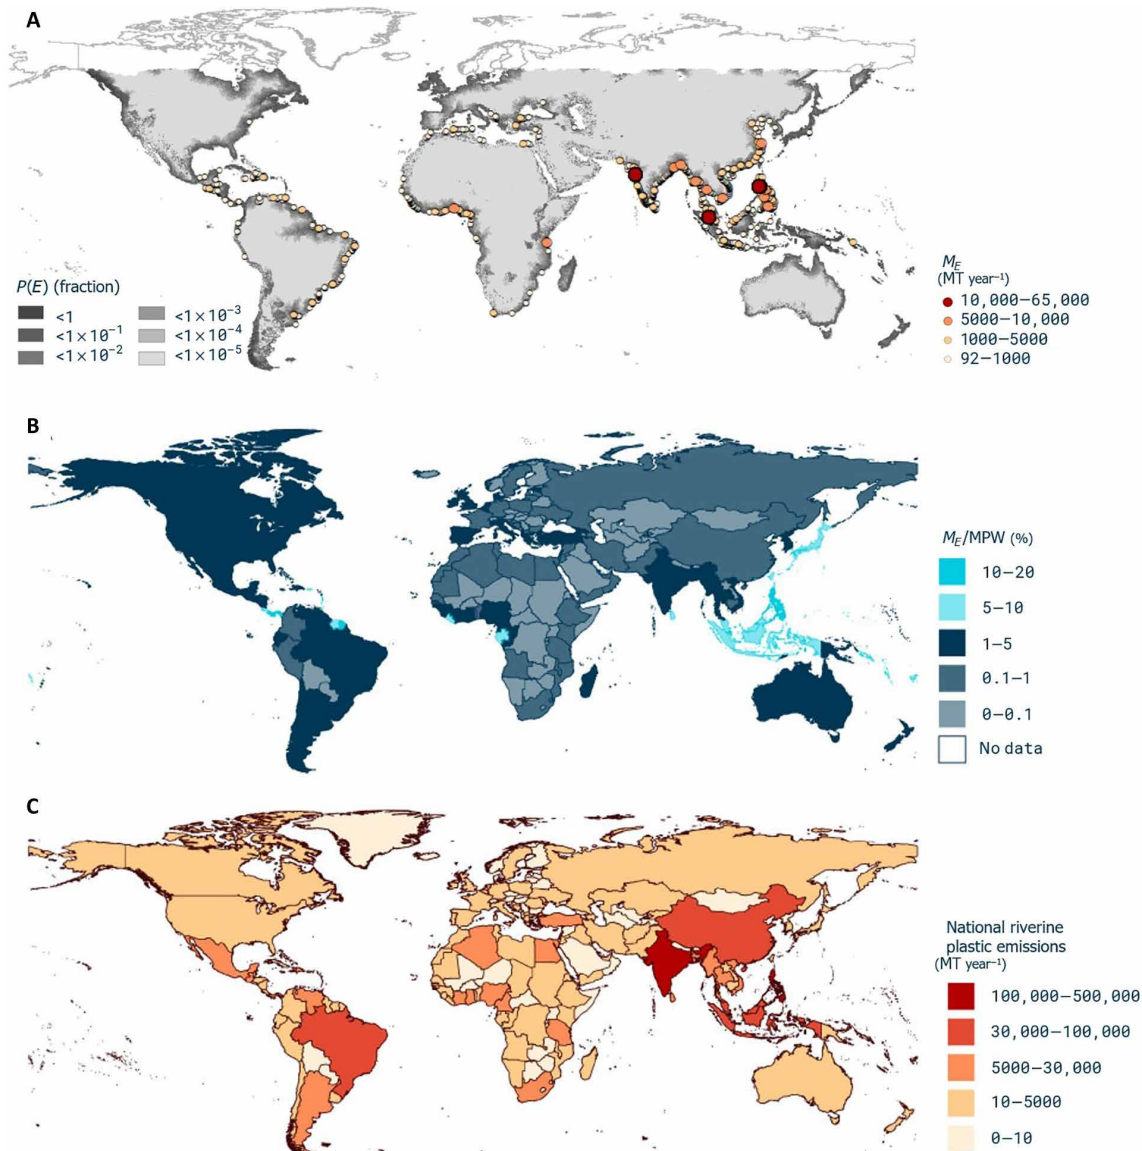 A
P(E) (fraction)
<1
<1×10⁻¹
<1×10⁻²
<1×10⁻³
<1×10⁻⁴
<1×10⁻⁵
M_E
(MT year⁻¹)
10,000–65,000
5000–10,000
1000–5000
92–1000
B
M_E/MPW (%)
10–20
5–10
1–5
0.1–1
0–0.1
No data
C
National riverine
plastic emissions
(MT year⁻¹)
100,000–500,000
30,000–100,000
5000–30,000
10–5000
0–10